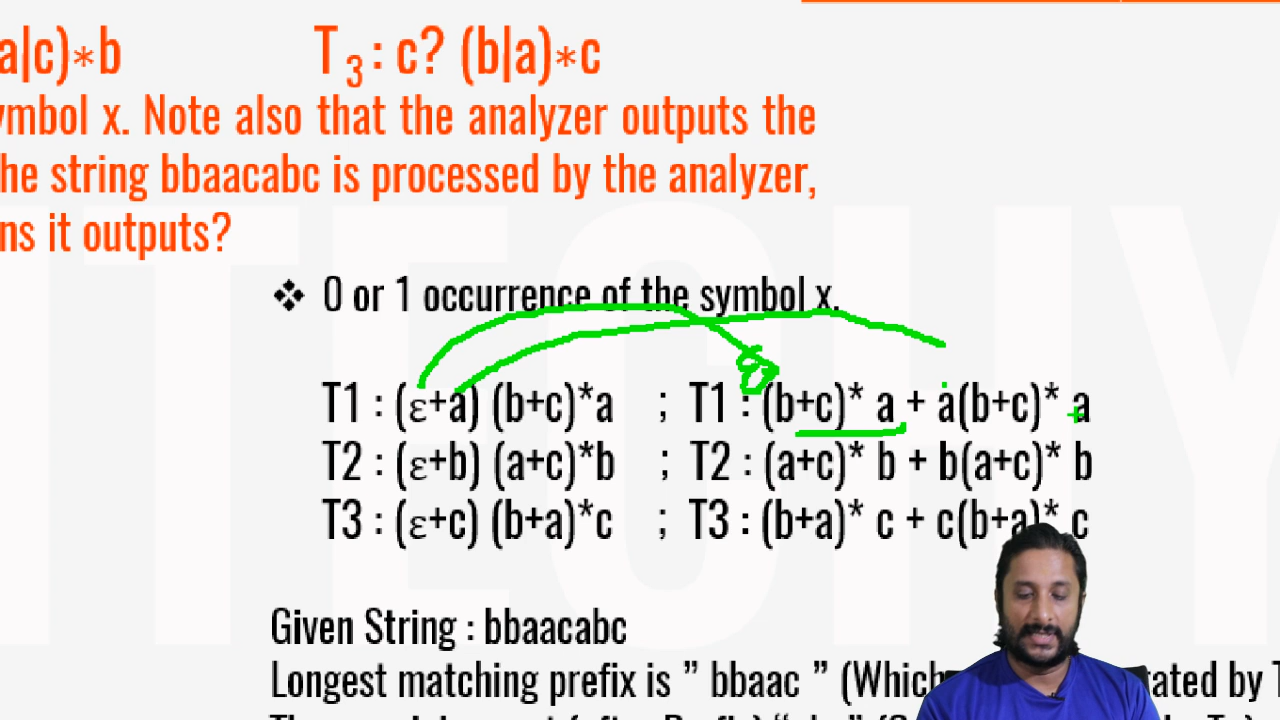 a|c)*b T3 : c? (b|a)*c
ymbol x. Note also that the analyzer outputs the
he string bbaacabc is processed by the analyzer,
ns it outputs?
❖ 0 or 1 occurrence of the symbol x.
T1 : (ε+a) (b+c)*a ; T1 : (b+c)* a + a(b+c)* a
T2 : (ε+b) (a+c)*b ; T2 : (a+c)* b + b(a+c)* b
T3 : (ε+c) (b+a)*c ; T3 : (b+a)* c + c(b+a)* c
Given String : bbaacabc
Longest matching prefix is ” bbaac ” (Which rated by T